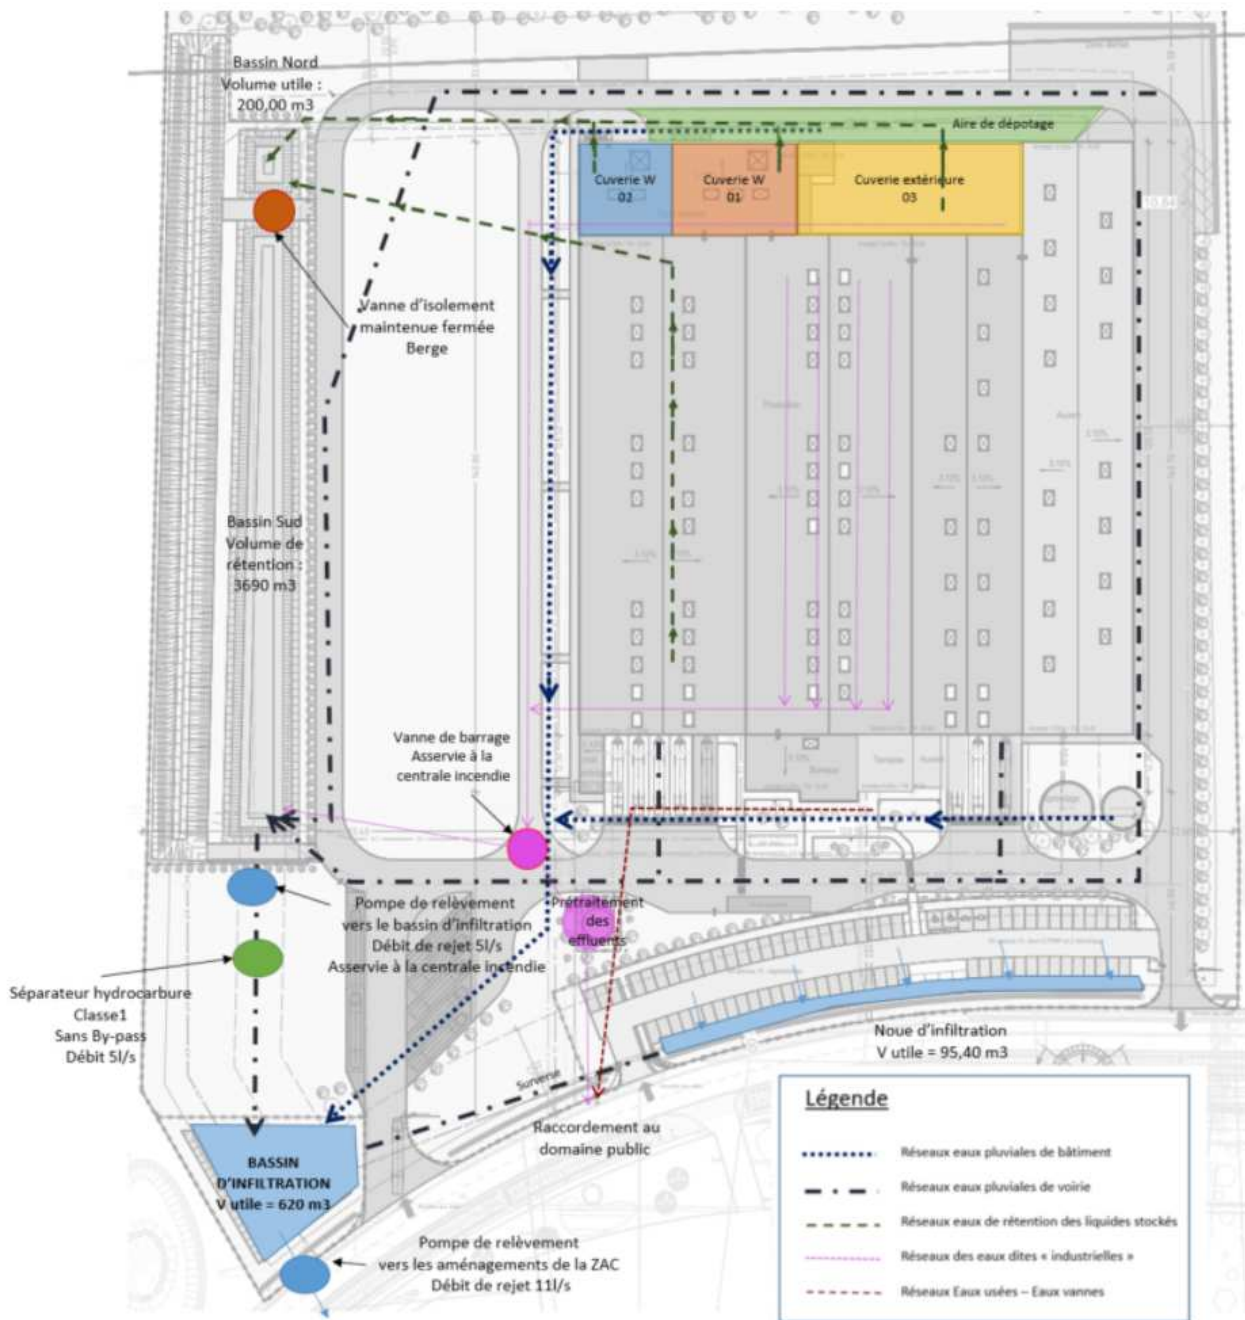 Bassin Nord
Volume utile :
200,00 m3
Aire de dépotage
Cuverie W
02
Cuverie W
01
Cuverie extérieure
03
Vanne d'isolement
maintenue fermée
Berge
Bassin Sud
Volume de
rétention :
3690 m3
Vanne de barrage
Asservie à la
centrale incendie
Pompe de relèvement
vers le bassin d'infiltration
Débit de rejet 5l/s
Asservie à la centrale incendie
Prétraitement
des
effluents
Séparateur hydrocarbure
Classe1
Sans By-pass
Débit 5l/s
Noue d'infiltration
V utile = 95,40 m3
Surverse
Raccordement au
domaine public
BASSIN
D'INFILTRATION
V utile = 620 m3
Pompe de relèvement
vers les aménagements de la ZAC
Débit de rejet 11l/s
Légende
Réseaux eaux pluviales de bâtiment
Réseaux eaux pluviales de voirie
Réseaux eaux de rétention des liquides stockés
Réseaux des eaux dites « industrielles »
Réseaux Eaux usées – Eaux vannes